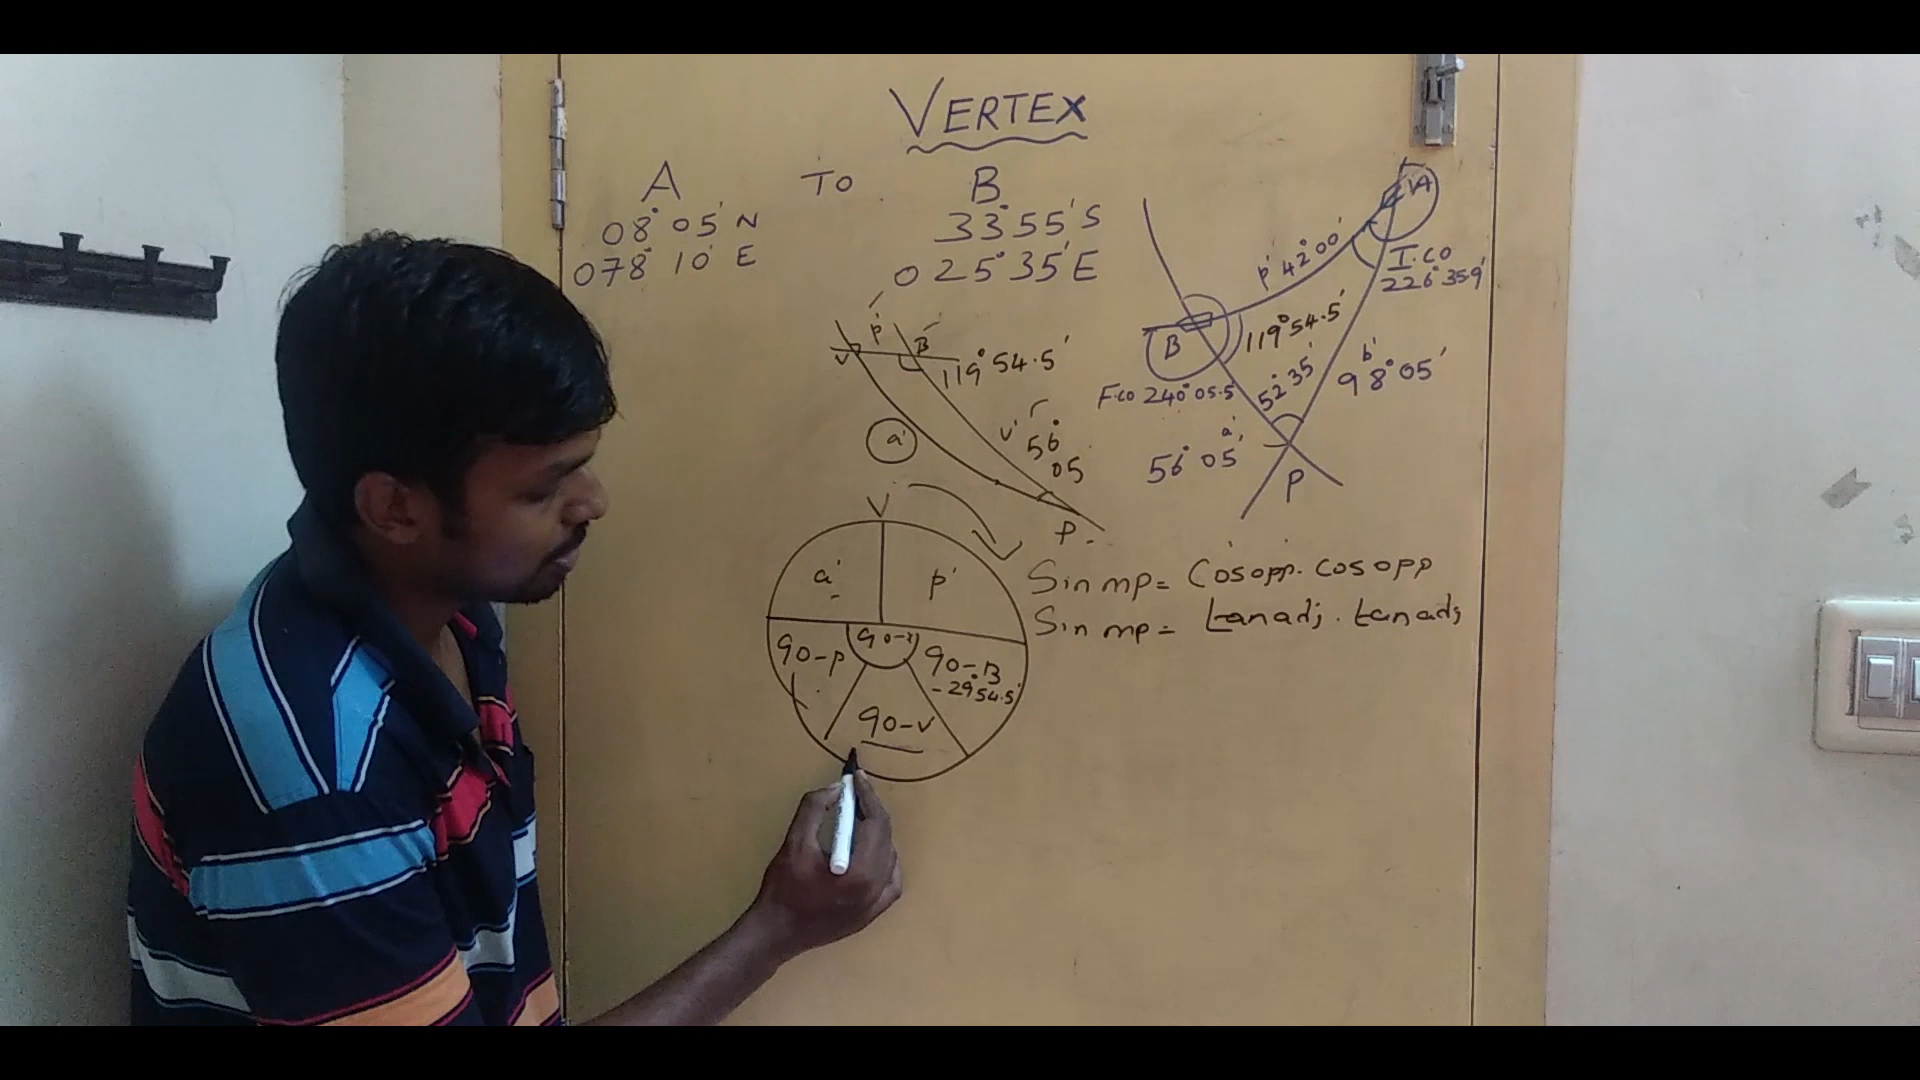 VERTEX
A TO B
08° 05' N 33° 55' S
078° 10' E 025° 35' E
A
p' 42° 00'
I.co
226° 35.9'
B
119° 54.5'
F.co 240° 05.5
52° 35'
b'
98° 05'
a'
56° 05'
P
p'
V B
119° 54.5'
a'
v' 56°
05
P
V
a' p'
90-P 90-B
-29° 54.5'
90-v
Sin mp = Cos opp. cos opp
Sin mp = tan adj. tan adj